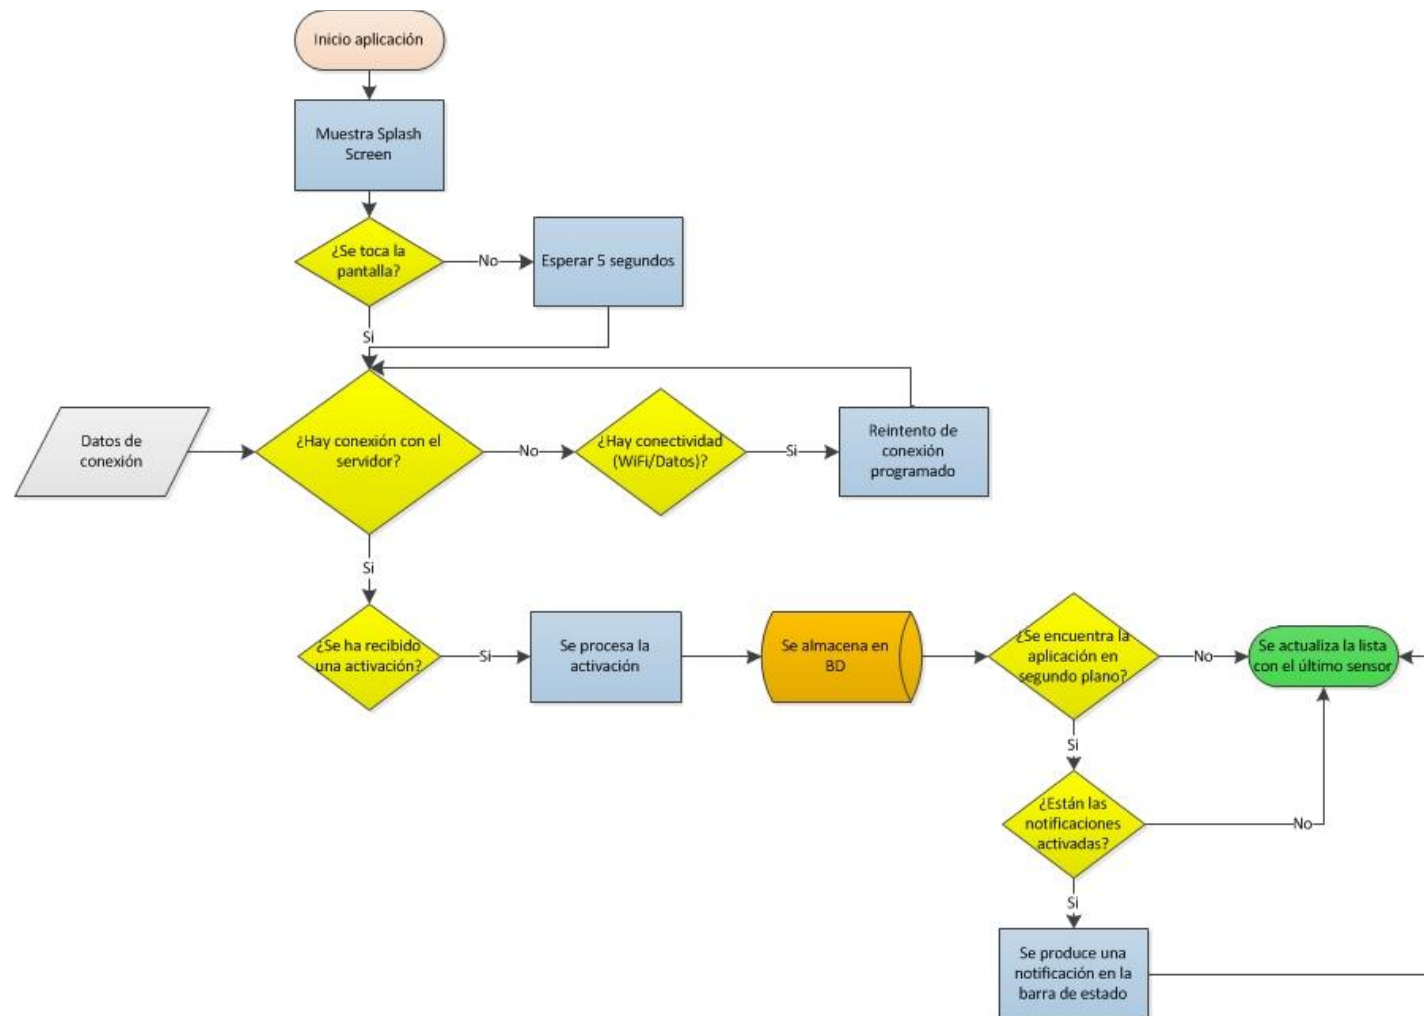 Inicio aplicación
Muestra Splash
Screen
¿Se toca la
pantalla?
No
Esperar 5 segundos
Si
Datos de
conexión
¿Hay conexión con el
servidor?
No
¿Hay conectividad
(WiFi/Datos)?
Si
Reintento de
conexión
programado
Si
¿Se ha recibido
una activación?
Si
Se procesa la
activación
Se almacena en
BD
¿Se encuentra la
aplicación en
segundo plano?
No
Se actualiza la lista
con el último sensor
Si
¿Están las
notificaciones
activadas?
No
Si
Se produce una
notificación en la
barra de estado